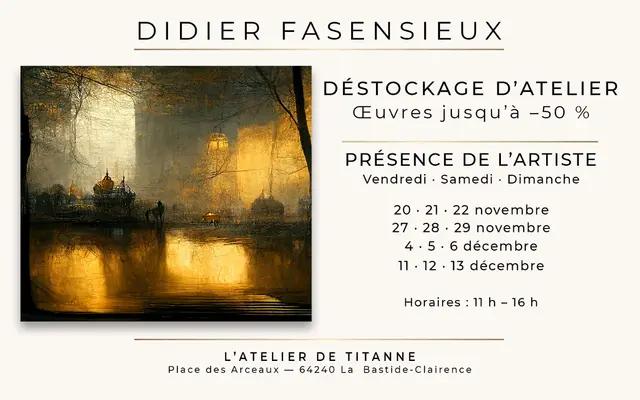 DIDIER FASENSIEUX
DÉSTOCKAGE D’ATELIER
Œuvres jusqu’à –50 %
PRÉSENCE DE L’ARTISTE
Vendredi · Samedi · Dimanche
20 · 21 · 22 novembre
27 · 28 · 29 novembre
4 · 5 · 6 décembre
11 · 12 · 13 décembre
Horaires : 11 h – 16 h
L’ATELIER DE TITANNE
Place des Arceaux — 64240 La Bastide-Clairence